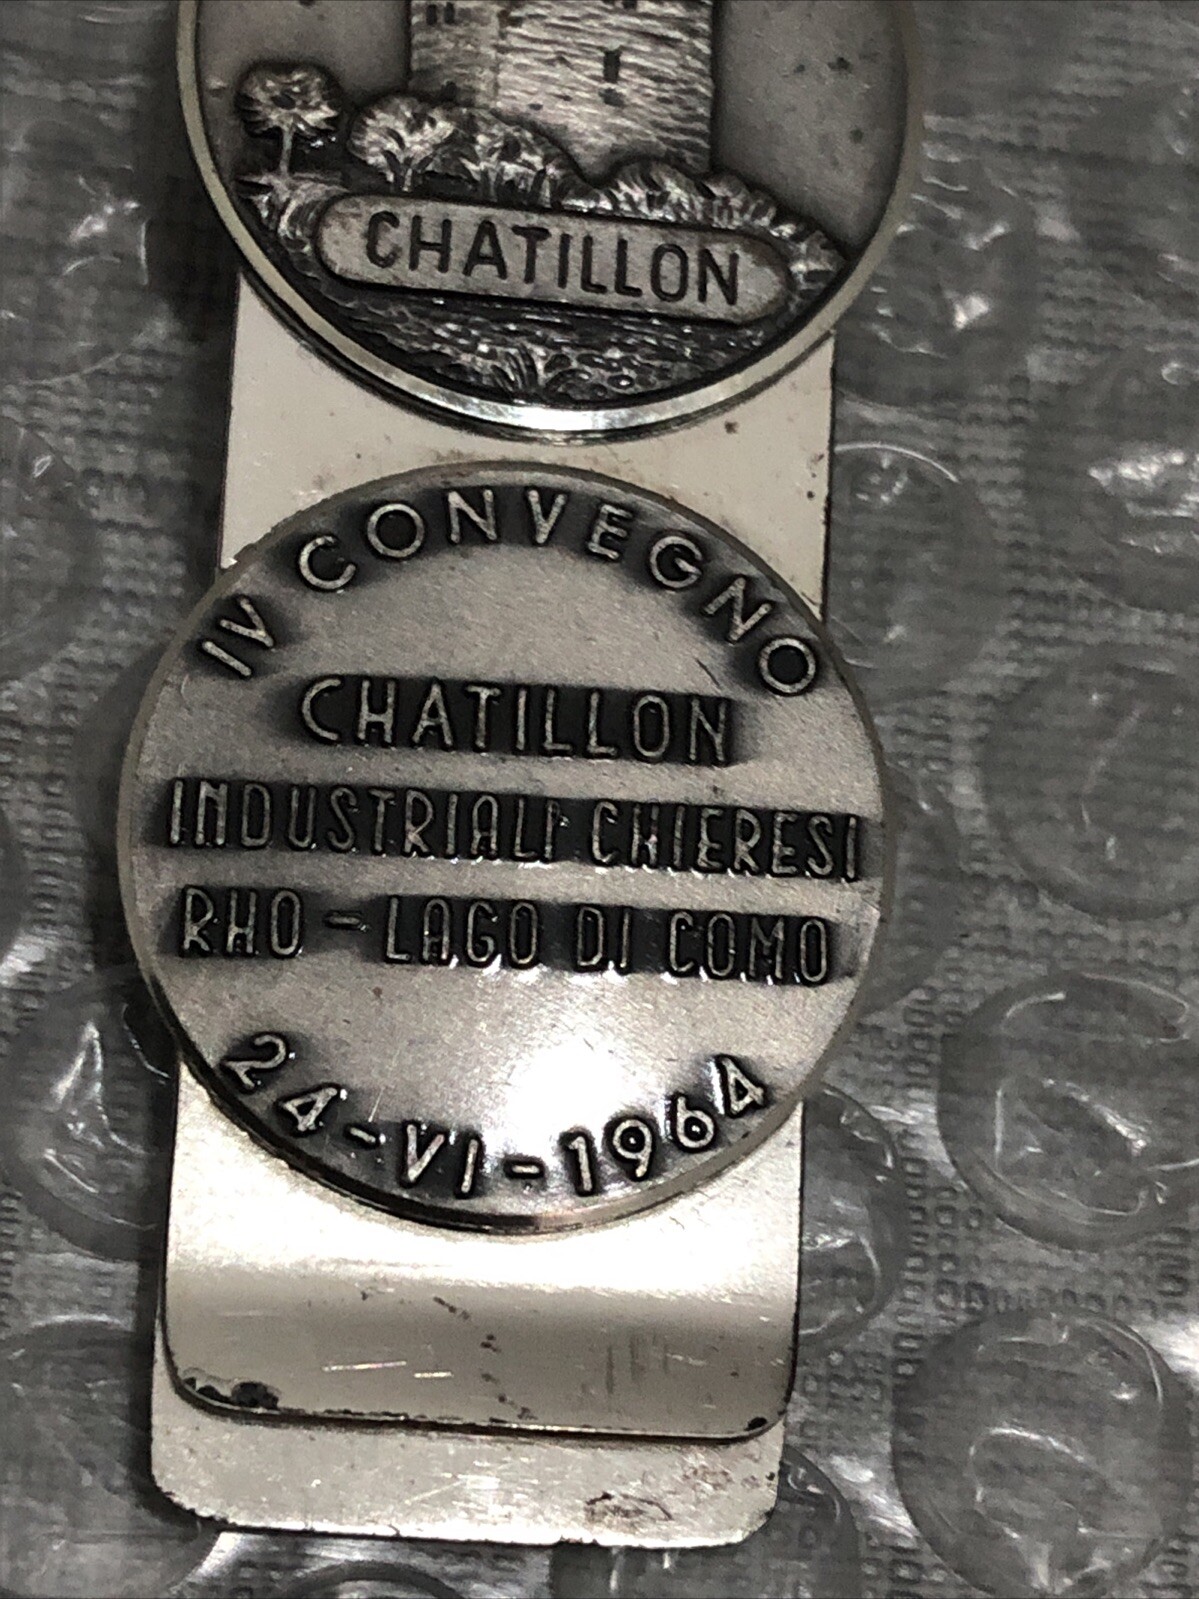 CHATILLON
IV CONVEGNO
CHATILLON
INDUSTRIALI CHIERESI
RHO - LAGO DI COMO
24-VI-1964